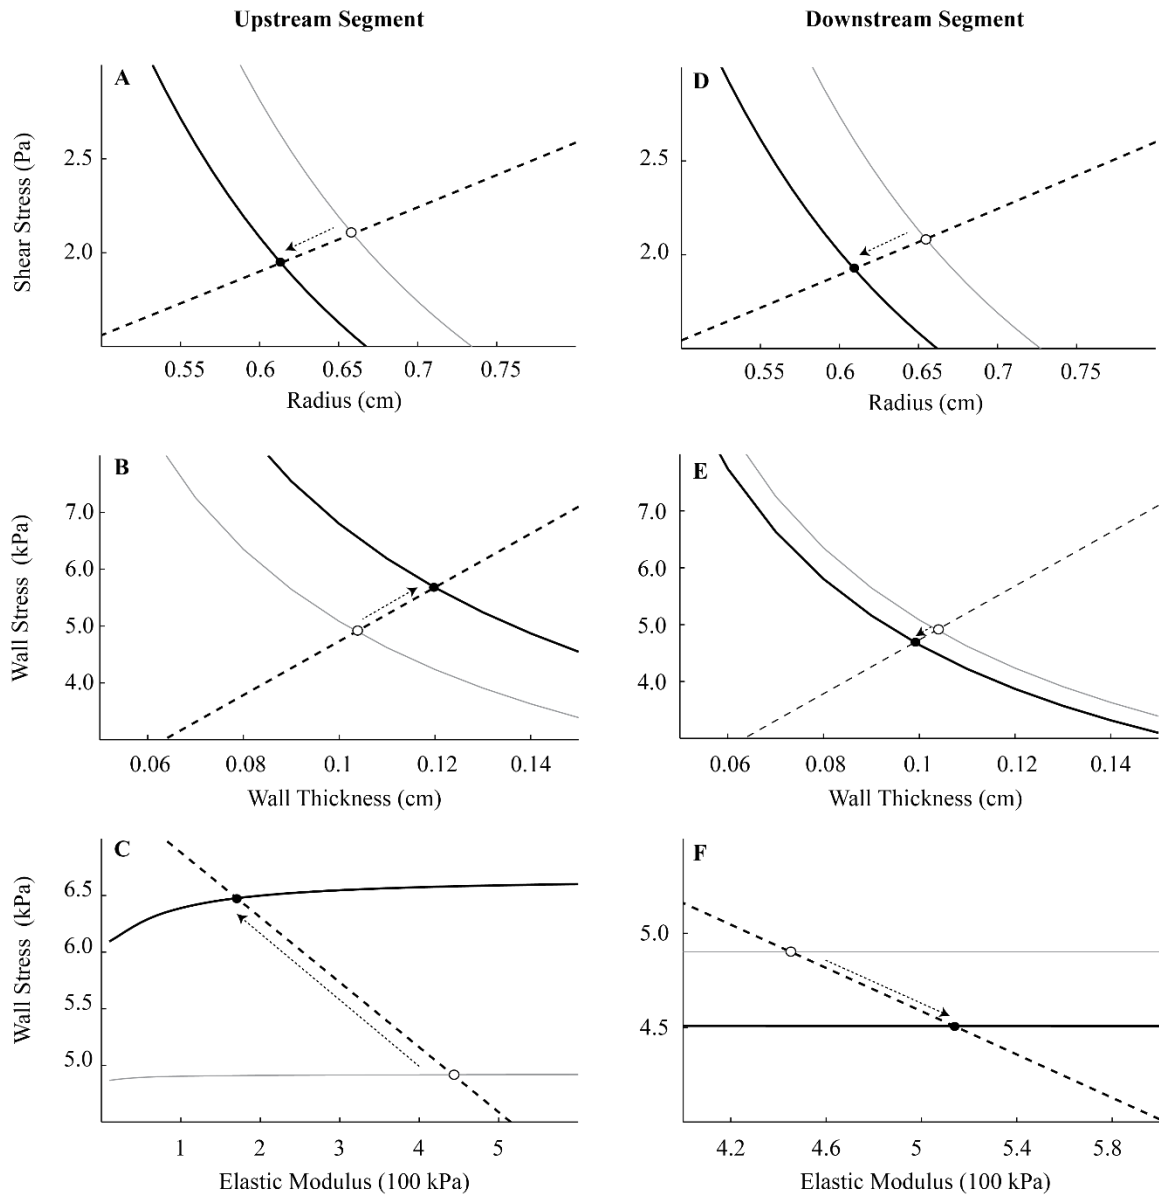 Upstream Segment
Downstream Segment
A
Shear Stress (Pa)
2.5
2.0
0.55 0.6 0.65 0.7 0.75
Radius (cm)
D
2.5
2.0
0.55 0.6 0.65 0.7 0.75
Radius (cm)
B
Wall Stress (kPa)
7.0
6.0
5.0
4.0
0.06 0.08 0.1 0.12 0.14
Wall Thickness (cm)
E
7.0
6.0
5.0
4.0
0.06 0.08 0.1 0.12 0.14
Wall Thickness (cm)
C
Wall Stress (kPa)
6.5
6.0
5.5
5.0
1 2 3 4 5
Elastic Modulus (100 kPa)
F
5.0
4.5
4.2 4.6 5 5.4 5.8
Elastic Modulus (100 kPa)